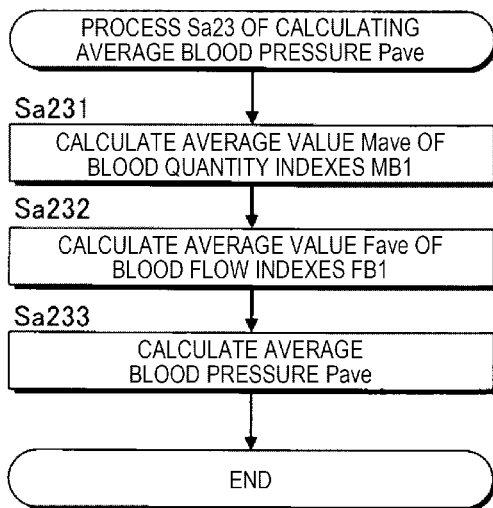 PROCESS Sa23 OF CALCULATING
AVERAGE BLOOD PRESSURE Pave
Sa231
CALCULATE AVERAGE VALUE Mave OF
BLOOD QUANTITY INDEXES MB1
Sa232
CALCULATE AVERAGE VALUE Fave OF
BLOOD FLOW INDEXES FB1
Sa233
CALCULATE AVERAGE
BLOOD PRESSURE Pave
END